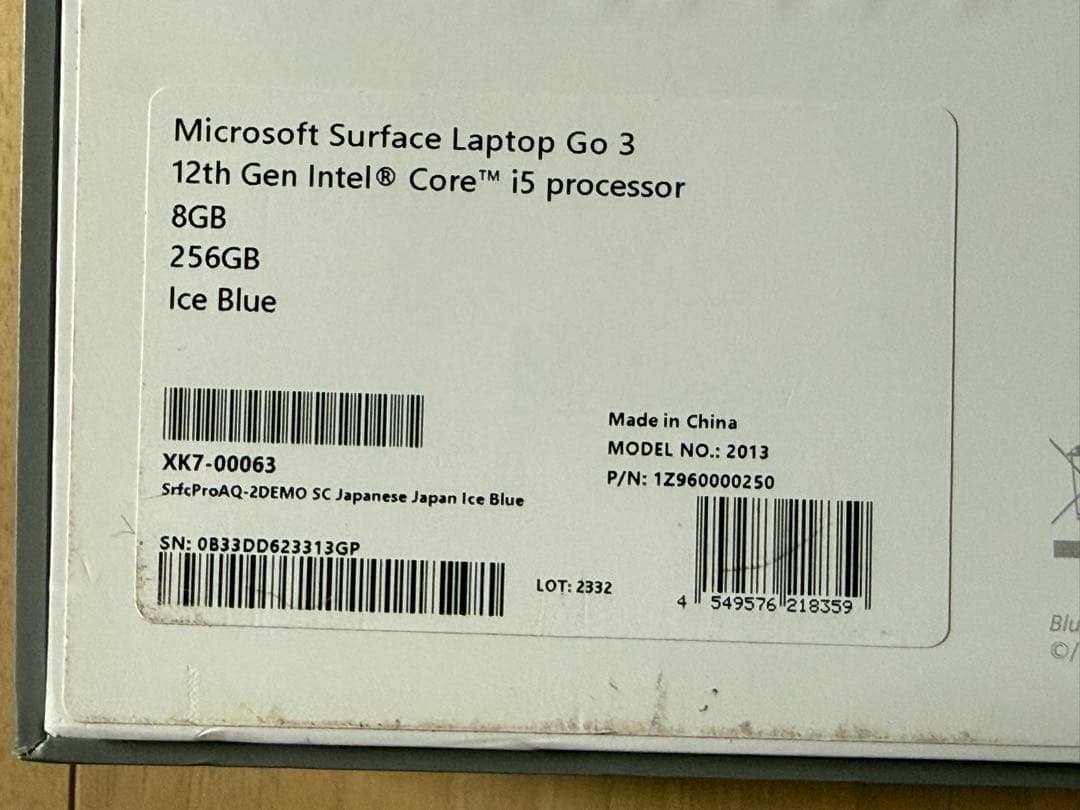 Microsoft Surface Laptop Go 3
12th Gen Intel® Core™ i5 processor
8GB
256GB
Ice Blue
XK7-00063
SrfcProAQ-2DEMO SC Japanese Japan Ice Blue
SN: 0B33DD623313GP
Made in China
MODEL NO.: 2013
P/N: 1Z960000250
LOT: 2332
4 549576 218359
Blu
©/